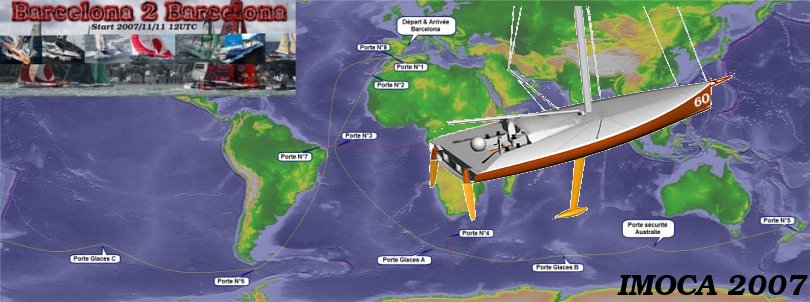 Barcelona 2 Barcelona
Start 2007/11/11 12UTC
Départ & Arrivée
Barcelona
Porte N°8
Porte N°1
Porte N°2
60
Porte N°3
Porte N°7
Porte N°5
Porte sécurité
Australie
Porte N°4
Porte Glaces C
Porte Glaces A
Porte Glaces B
Porte N°6
IMOCA 2007